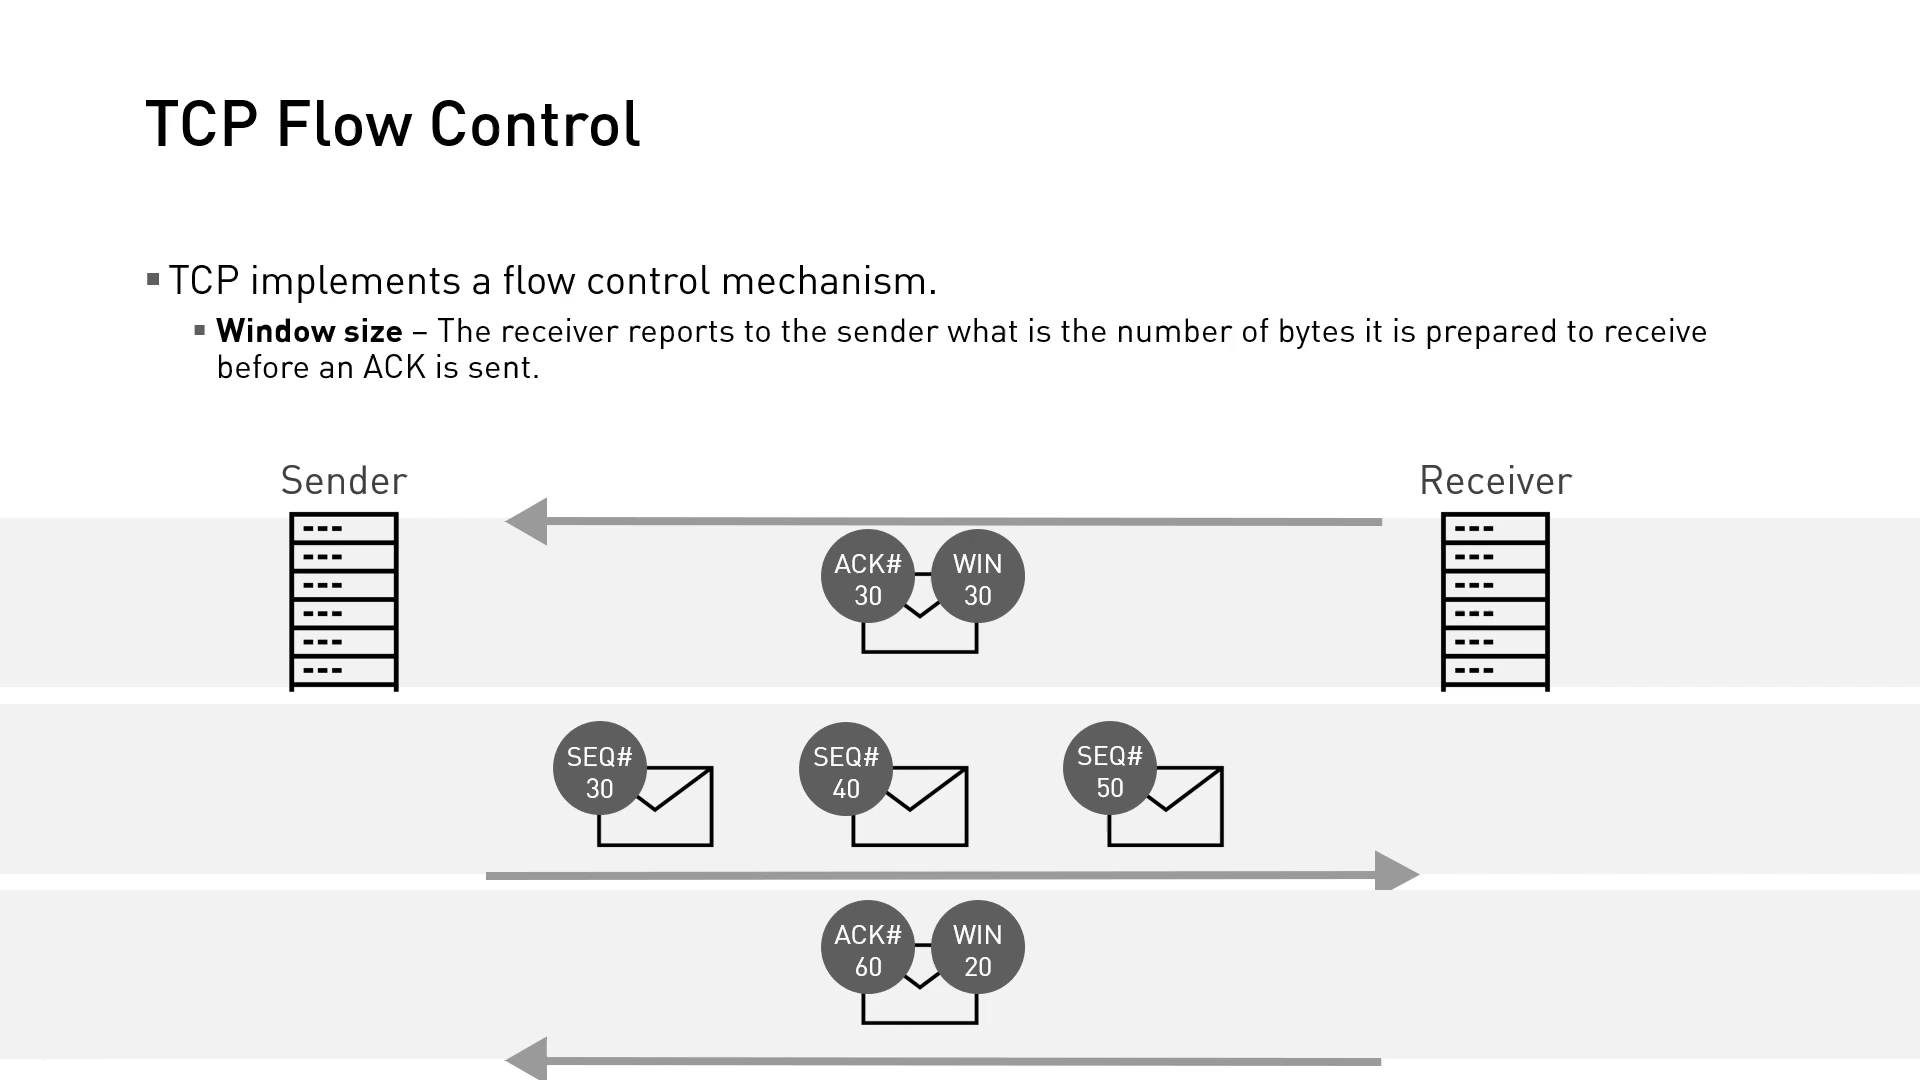 TCP Flow Control
▪ TCP implements a flow control mechanism.
▪ Window size – The receiver reports to the sender what is the number of bytes it is prepared to receive
before an ACK is sent.
Sender
Receiver
ACK#
30
WIN
30
SEQ#
30
SEQ#
40
SEQ#
50
ACK#
60
WIN
20